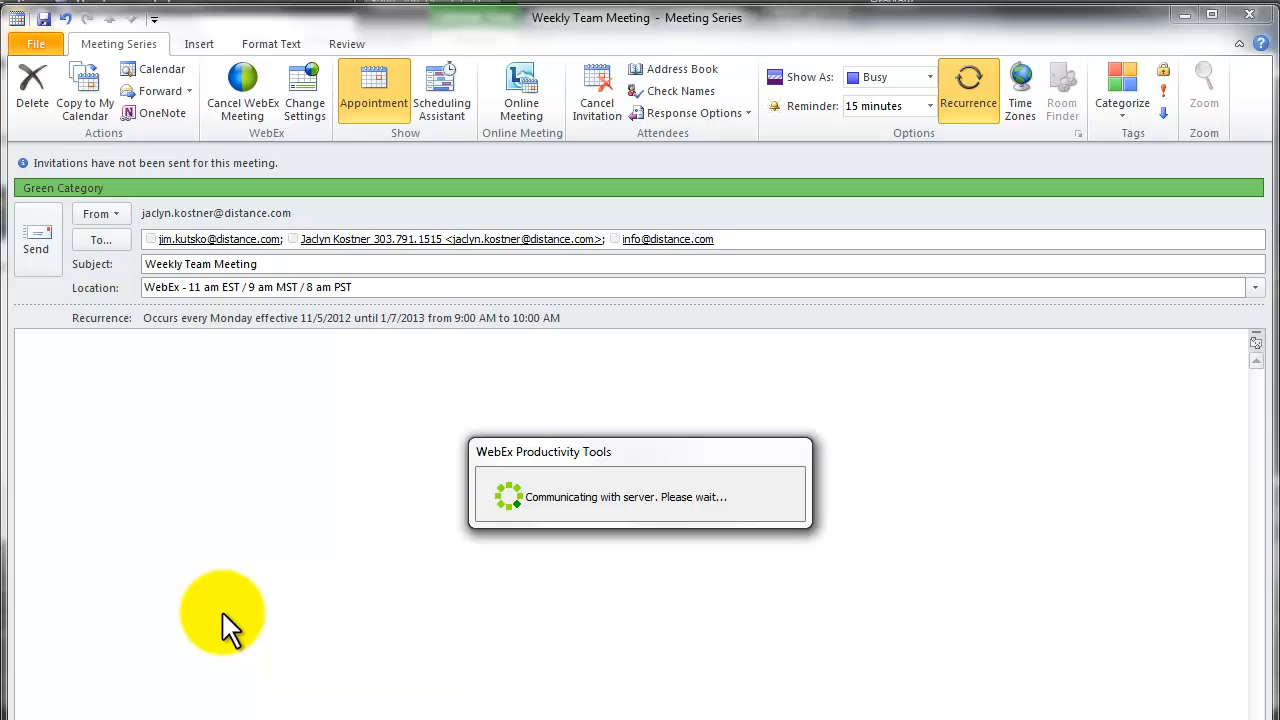 Weekly Team Meeting - Meeting Series
File Meeting Series Insert Format Text Review
Delete
Copy to My Calendar
Calendar
Forward
OneNote
Actions
Cancel WebEx Meeting
Change Settings
WebEx
Appointment
Scheduling Assistant
Show
Online Meeting
Online Meeting
Cancel Invitation
Address Book
Check Names
Response Options
Attendees
Show As: Busy
Reminder: 15 minutes
Recurrence
Time Zones
Room Finder
Options
Categorize
Tags
Zoom
Zoom
Invitations have not been sent for this meeting.
Green Category
Send
From jaclyn.kostner@distance.com
To... jim.kutsko@distance.com; Jaclyn Kostner 303.791.1515 <jaclyn.kostner@distance.com>; info@distance.com
Subject: Weekly Team Meeting
Location: WebEx - 11 am EST / 9 am MST / 8 am PST
Recurrence: Occurs every Monday effective 11/5/2012 until 1/7/2013 from 9:00 AM to 10:00 AM
WebEx Productivity Tools
Communicating with server. Please wait...